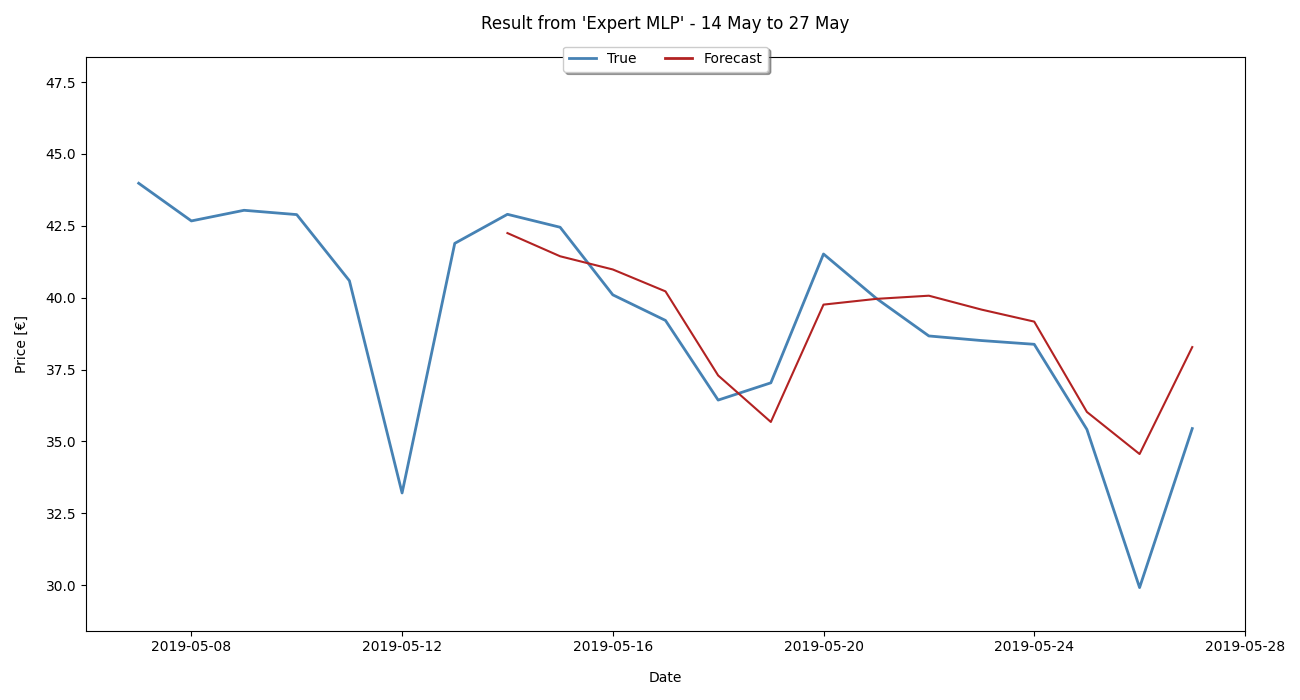 Result from 'Expert MLP' - 14 May to 27 May
True Forecast
47.5
45.0
42.5
40.0
37.5
35.0
32.5
30.0
Price [€]
2019-05-08 2019-05-12 2019-05-16 2019-05-20 2019-05-24 2019-05-28
Date